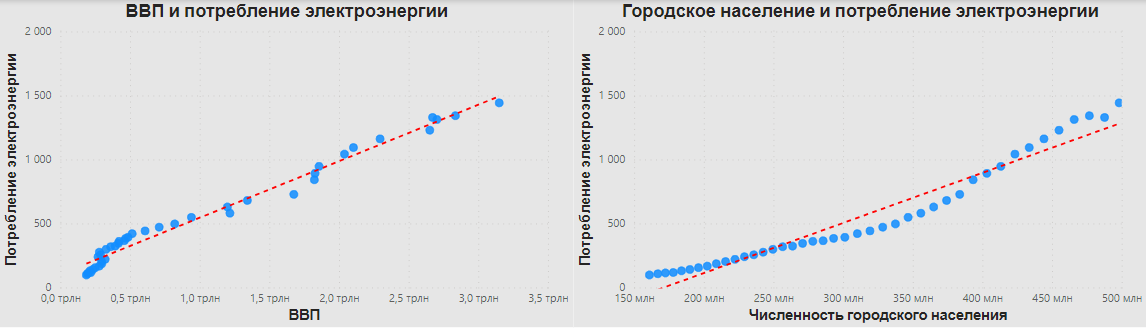 ВВП и потребление электроэнергии
Потребление электроэнергии
2 000
1 500
1 000
500
0
0,0 трлн 0,5 трлн 1,0 трлн 1,5 трлн 2,0 трлн 2,5 трлн 3,0 трлн 3,5 трлн
ВВП
Городское население и потребление электроэнергии
Потребление электроэнергии
2 000
1 500
1 000
500
0
150 млн 200 млн 250 млн 300 млн 350 млн 400 млн 450 млн 500 млн
Численность городского населения